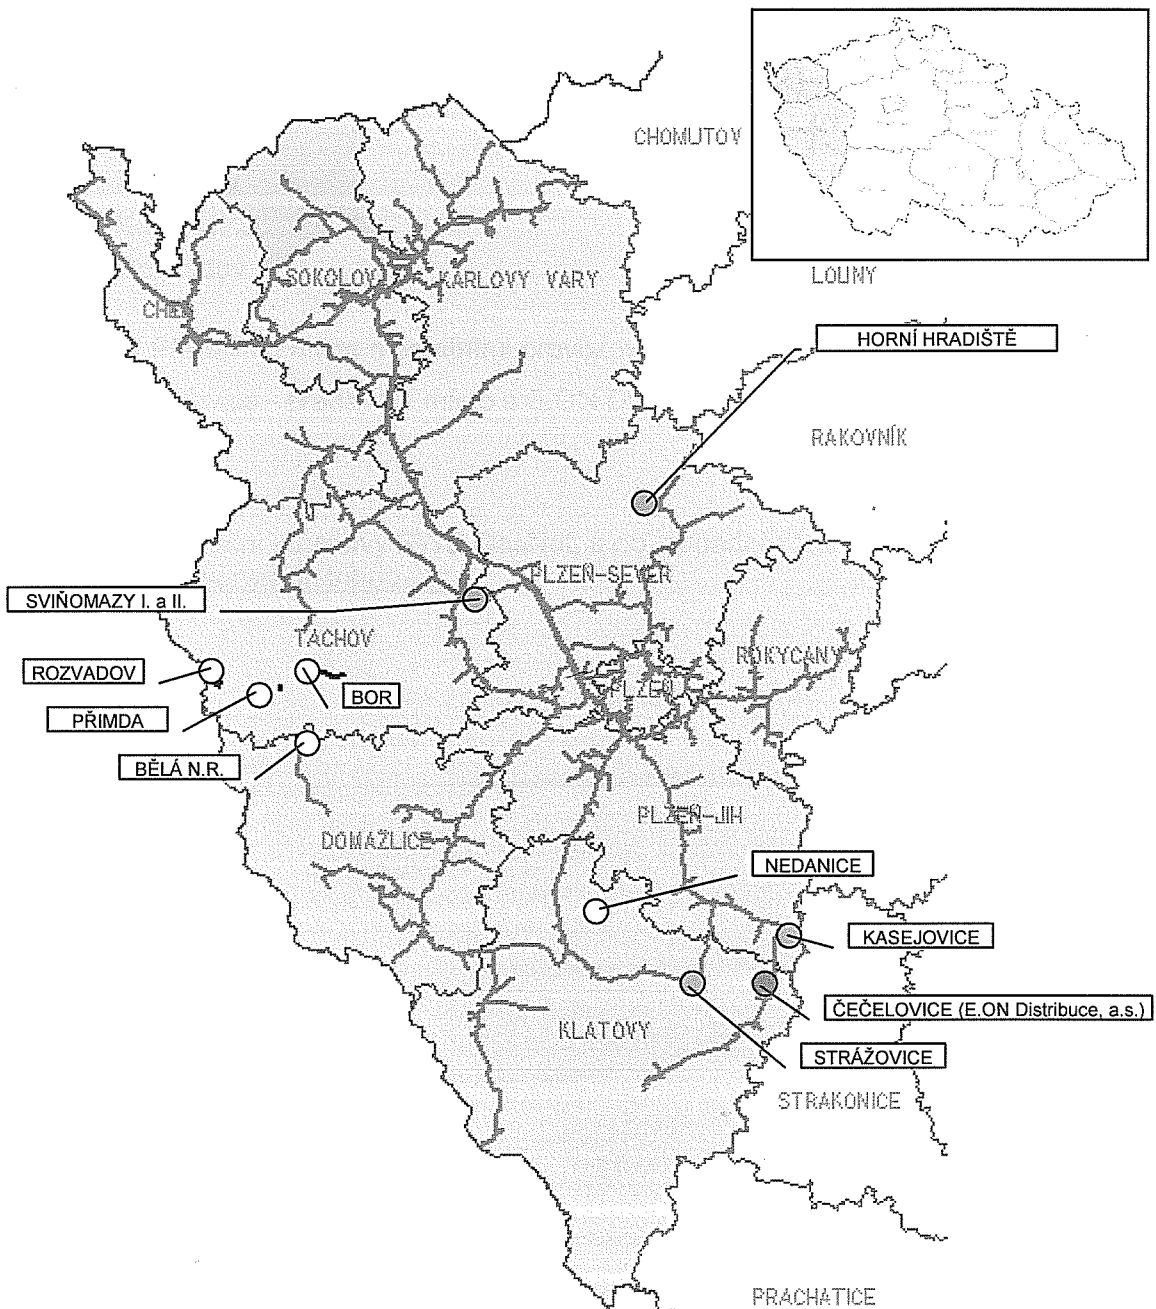 CHOMUTOV
LOUNY
SOKOLOV
KARLOVY VARY
CHEB
HORNÍ HRADIŠTĚ
RAKOVNÍK
PLZEŇ-SEVER
SVIŇOMAZY I. a II.
TACHOV
ROKYCANY
ROZVADOV
BOR
PLZEŇ
PŘIMDA
BĚLÁ N.R.
PLZEŇ-JIH
DOMAŽLICE
NEDANICE
KASEJOVICE
ČEČELOVICE (E.ON Distribuce, a.s.)
KLATOVY
STRÁŽOVICE
STRAKONICE
PRACHATICE